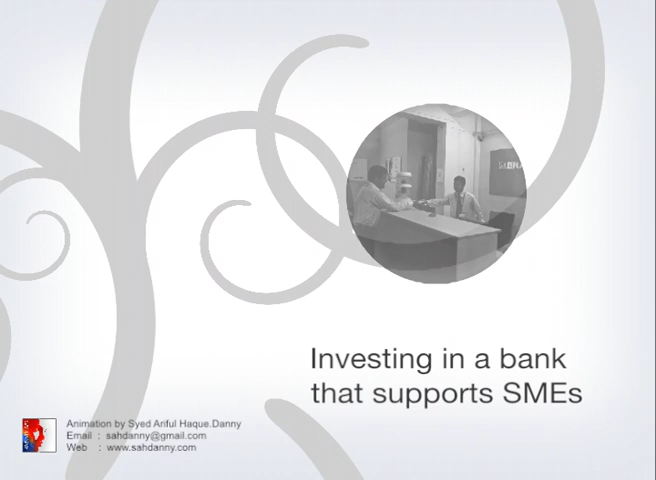 Investing in a bank
that supports SMEs
Animation by Syed Ariful Haque.Danny
Email : sahdanny@gmail.com
Web : www.sahdanny.com